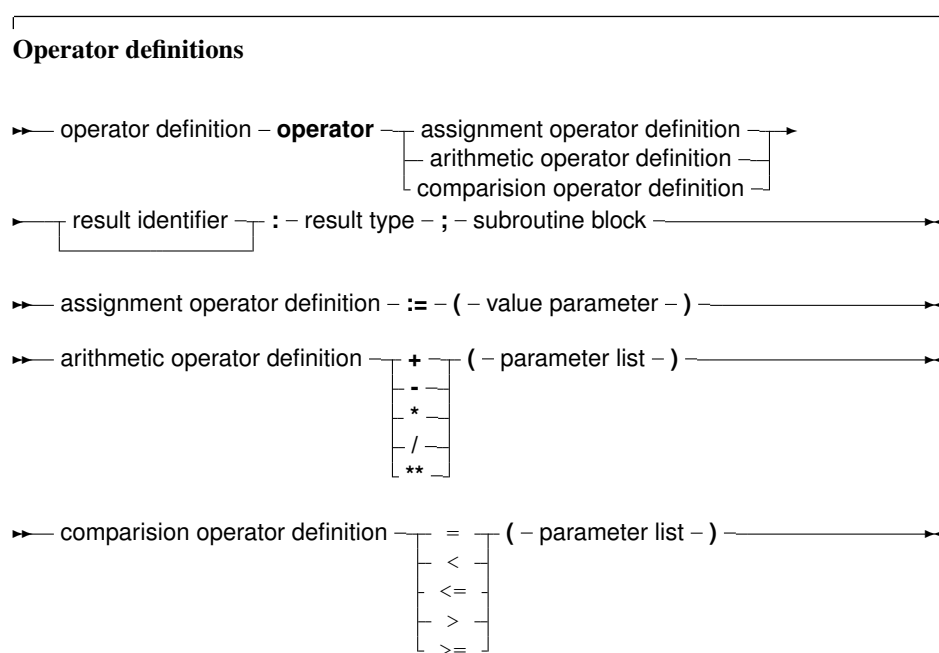 Operator definitions
operator definition operator assignment operator definition
arithmetic operator definition
comparision operator definition
result identifier : result type ; subroutine block
assignment operator definition := ( value parameter )
arithmetic operator definition + ( parameter list )
-
*
/
**
comparision operator definition = ( parameter list )
<
<=
>
>=